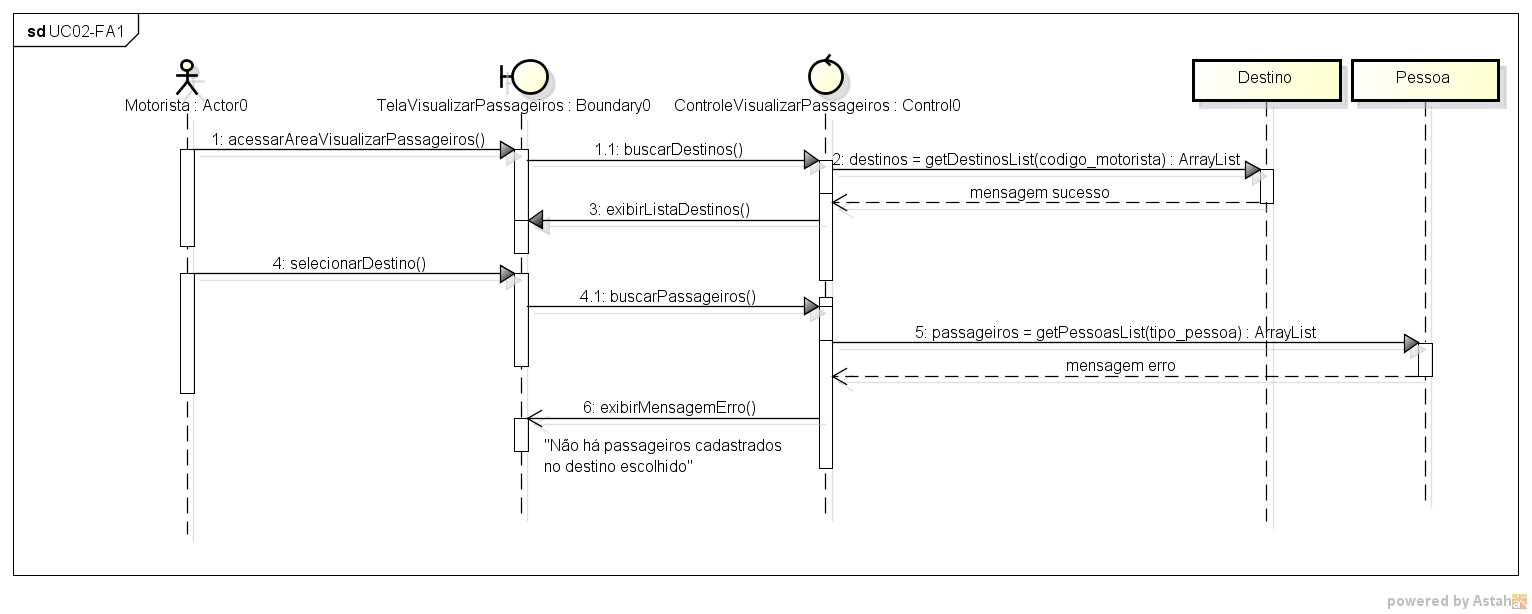 sd UC02-FA1
Destino
Pessoa
Motorista : Actor0
TelaVisualizarPassageiros : Boundary0
ControleVisualizarPassageiros : Control0
1: acessarAreaVisualizarPassageiros()
1.1: buscarDestinos()
2: destinos = getDestinosList(codigo_motorista) : ArrayList
mensagem sucesso
3: exibirListaDestinos()
4: selecionarDestino()
4.1: buscarPassageiros()
5: passageiros = getPessoasList(tipo_pessoa) : ArrayList
mensagem erro
6: exibirMensagemErro()
"Não há passageiros cadastrados
no destino escolhido"
powered by Astah